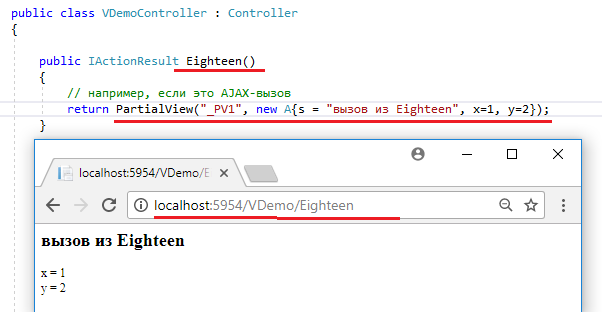 public class VDemoController : Controller
{
public IActionResult Eighteen()
{
// например, если это AJAX-вызов
return PartialView("_PV1", new A{s = "вызов из Eighteen", x=1, y=2});
}
localhost:5954/VDemo/E
localhost:5954/VDemo/Eighteen
вызов из Eighteen
x = 1
y = 2